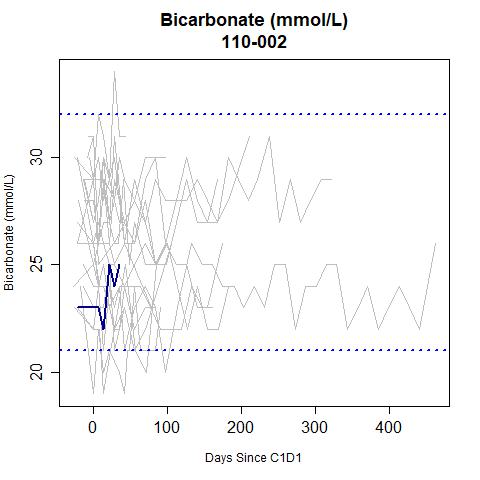 Bicarbonate (mmol/L)
110-002
Bicarbonate (mmol/L)
30
25
20
0 100 200 300 400
Days Since C1D1